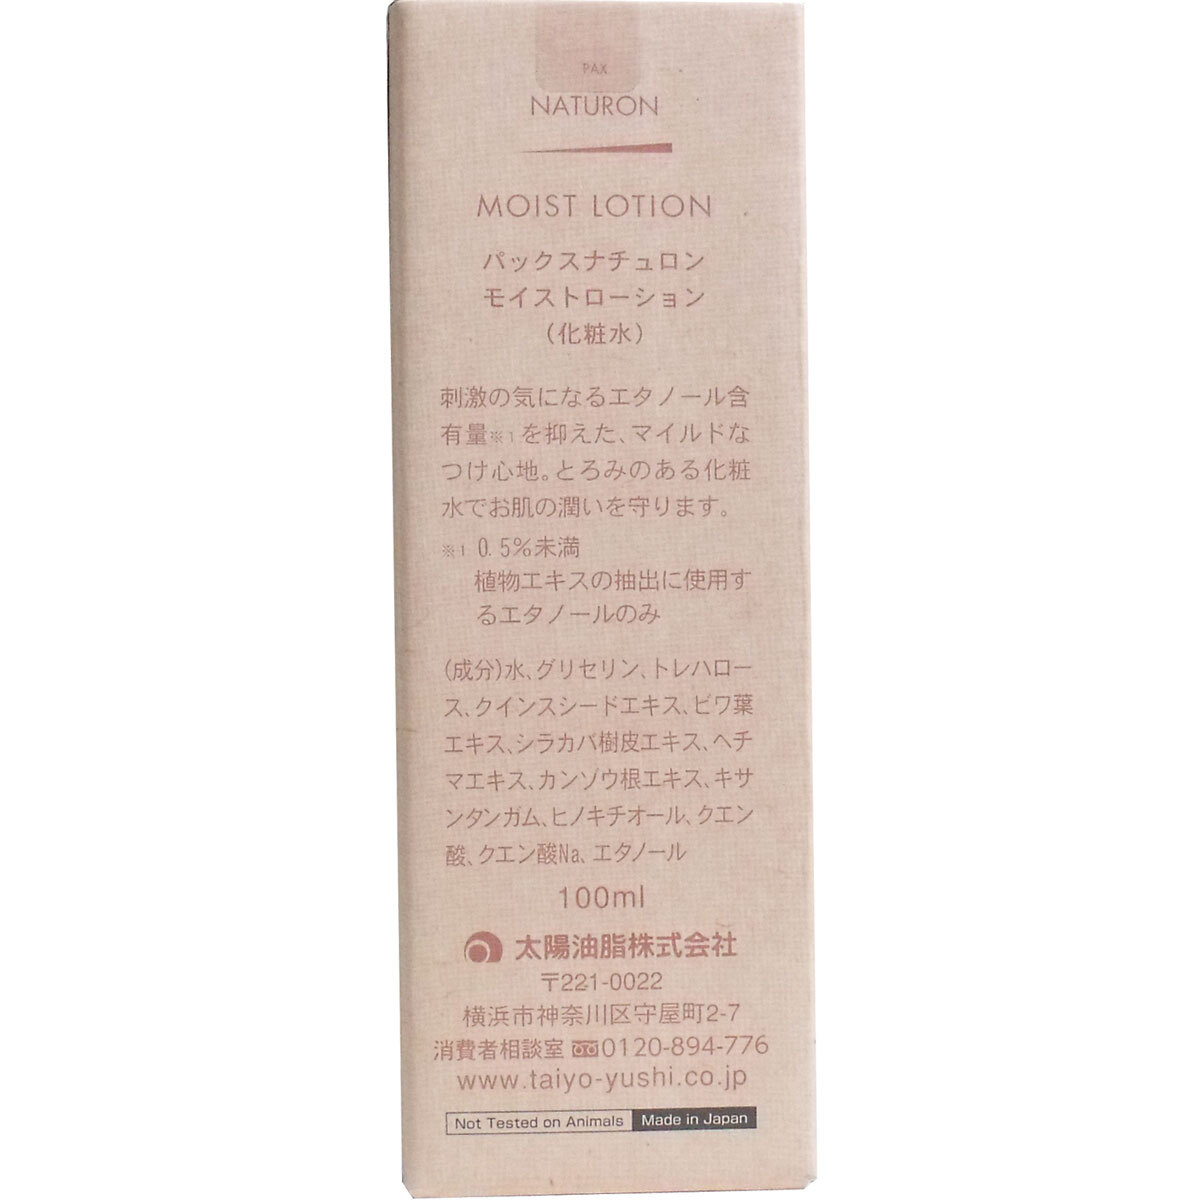 PAX
NATURON
MOIST LOTION
パックスナチュロン
モイストローション
(化粧水)
刺激の気になるエタノール含
有量※1を抑えた、マイルドな
つけ心地。とろみのある化粧
水でお肌の潤いを守ります。
※1 0.5%未満
植物エキスの抽出に使用す
るエタノールのみ
(成分)水、グリセリン、トレハロー
ス、クインスシードエキス、ビワ葉
エキス、シラカバ樹皮エキス、ヘチ
マエキス、カンゾウ根エキス、キサ
ンタンガム、ヒノキチオール、クエン
酸、クエン酸Na、エタノール
100ml
太陽油脂株式会社
〒221-0022
横浜市神奈川区守屋町2-7
消費者相談室 0120-894-776
www.taiyo-yushi.co.jp
Not Tested on Animals Made in Japan